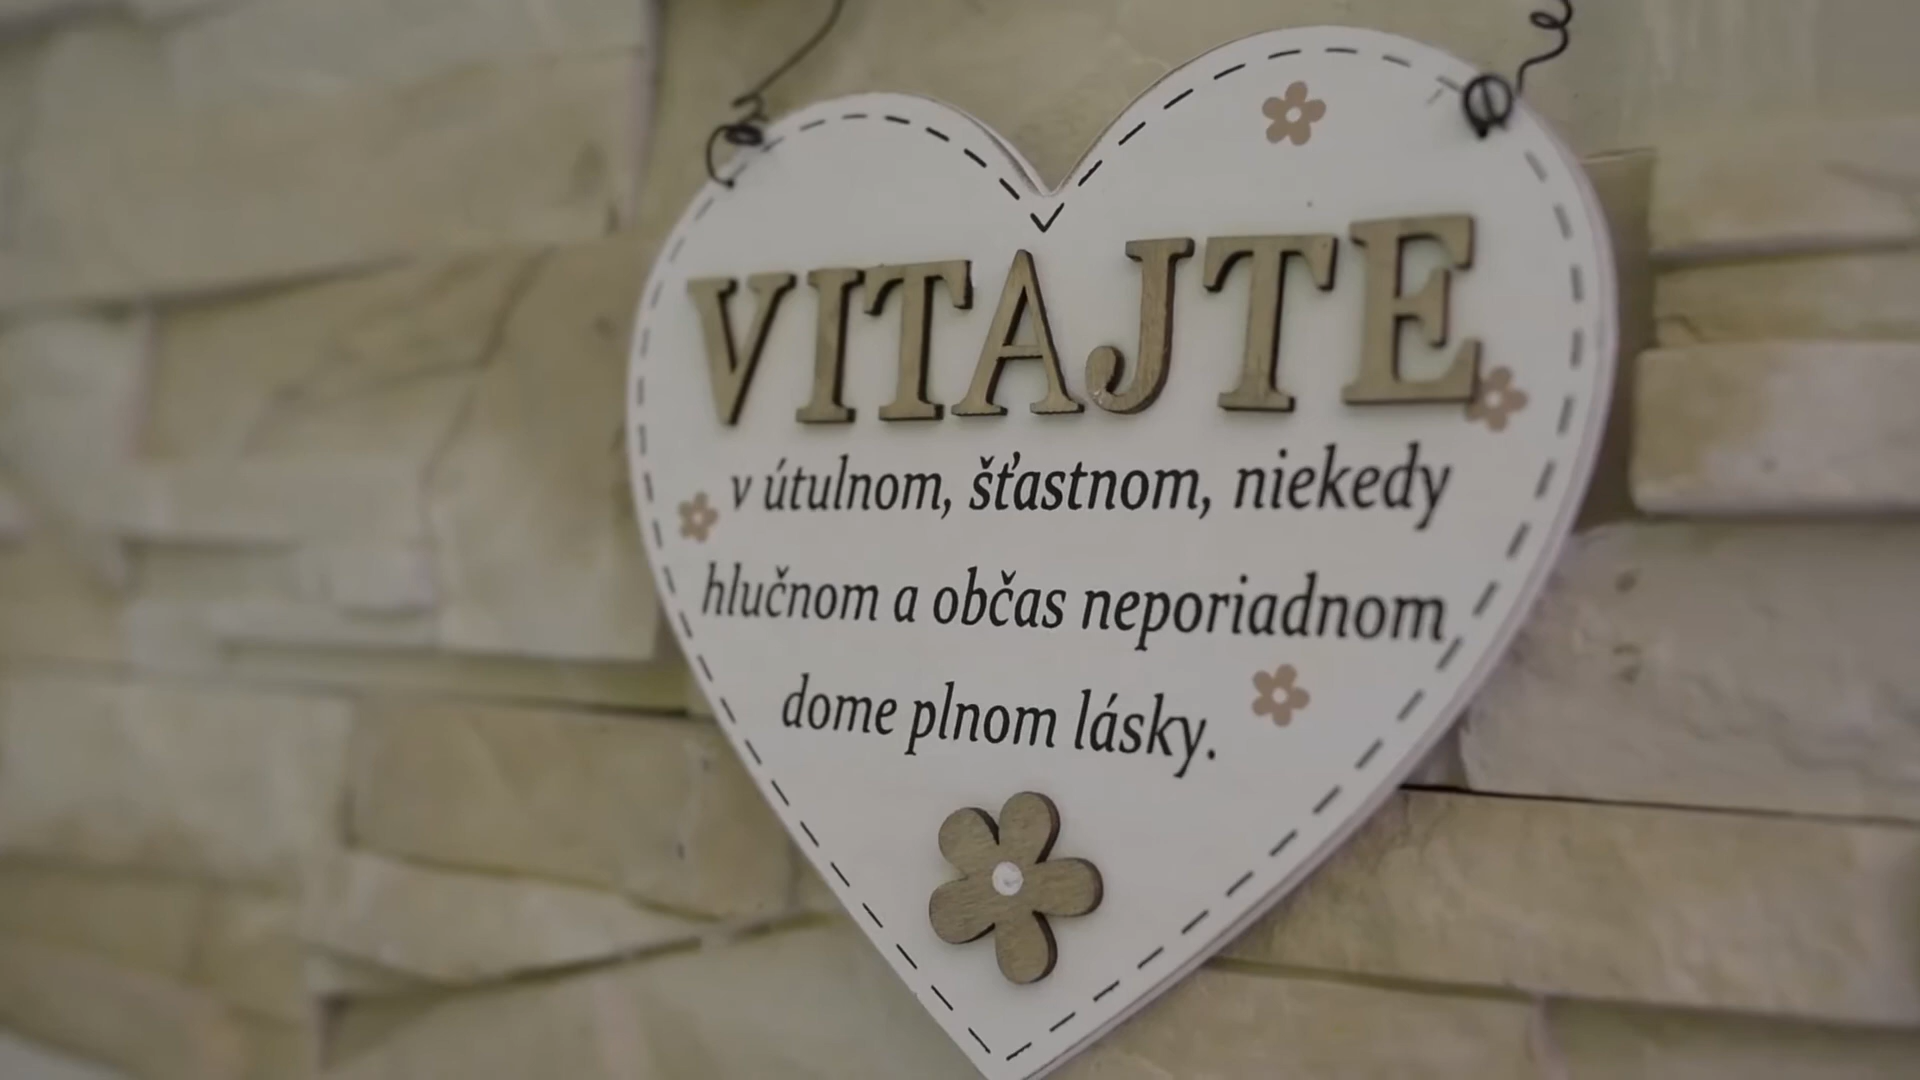 VITAJTE
v útulnom, šťastnom, niekedy
hlučnom a občas neporiadnom
dome plnom lásky.